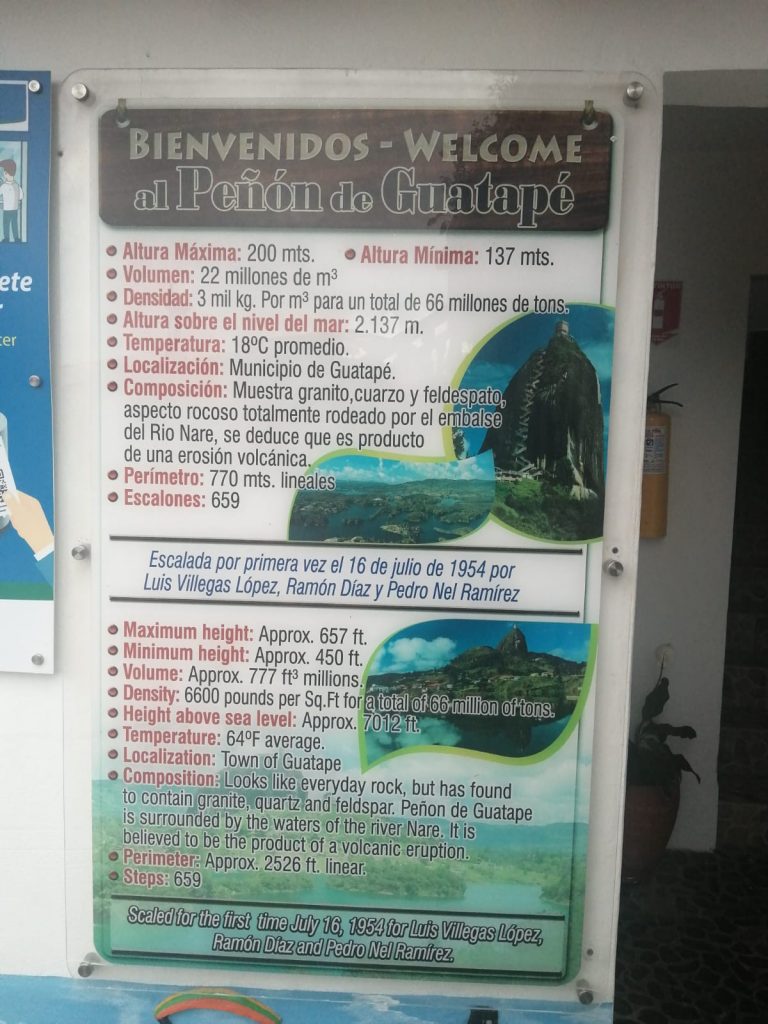 BIENVENIDOS - WELCOME
al Peñón de Guatapé
Altura Máxima: 200 mts. Altura Mínima: 137 mts.
Volumen: 22 millones de m³
Densidad: 3 mil kg. Por m³ para un total de 66 millones de tons.
Altura sobre el nivel del mar: 2.137 m.
Temperatura: 18ºC promedio.
Localización: Municipio de Guatapé.
Composición: Muestra granito,cuarzo y feldespato,
aspecto rocoso totalmente rodeado por el embalse
del Rio Nare, se deduce que es producto
de una erosión volcánica.
Perímetro: 770 mts. lineales
Escalones: 659
Escalada por primera vez el 16 de julio de 1954 por
Luis Villegas López, Ramón Díaz y Pedro Nel Ramírez
Maximum height: Approx. 657 ft.
Minimum height: Approx. 450 ft.
Volume: Approx. 777 ft³ millions.
Density: 6600 pounds per Sq.Ft for a total of 66 million of tons.
Height above sea level: Approx. 7012 ft.
Temperature: 64ºF average.
Localization: Town of Guatape
Composition: Looks like everyday rock, but has found
to contain granite, quartz and feldspar. Peñon de Guatape
is surrounded by the waters of the river Nare. It is
believed to be the product of a volcanic eruption.
Perimeter: Approx. 2526 ft. linear.
Steps: 659
Scaled for the first time July 16, 1954 for Luis Villegas López,
Ramón Díaz and Pedro Nel Ramírez.